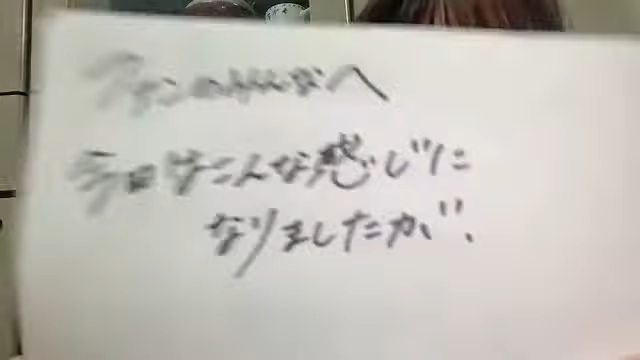 ファンのみんなへ
今日はこんな感じに
なりましたが、